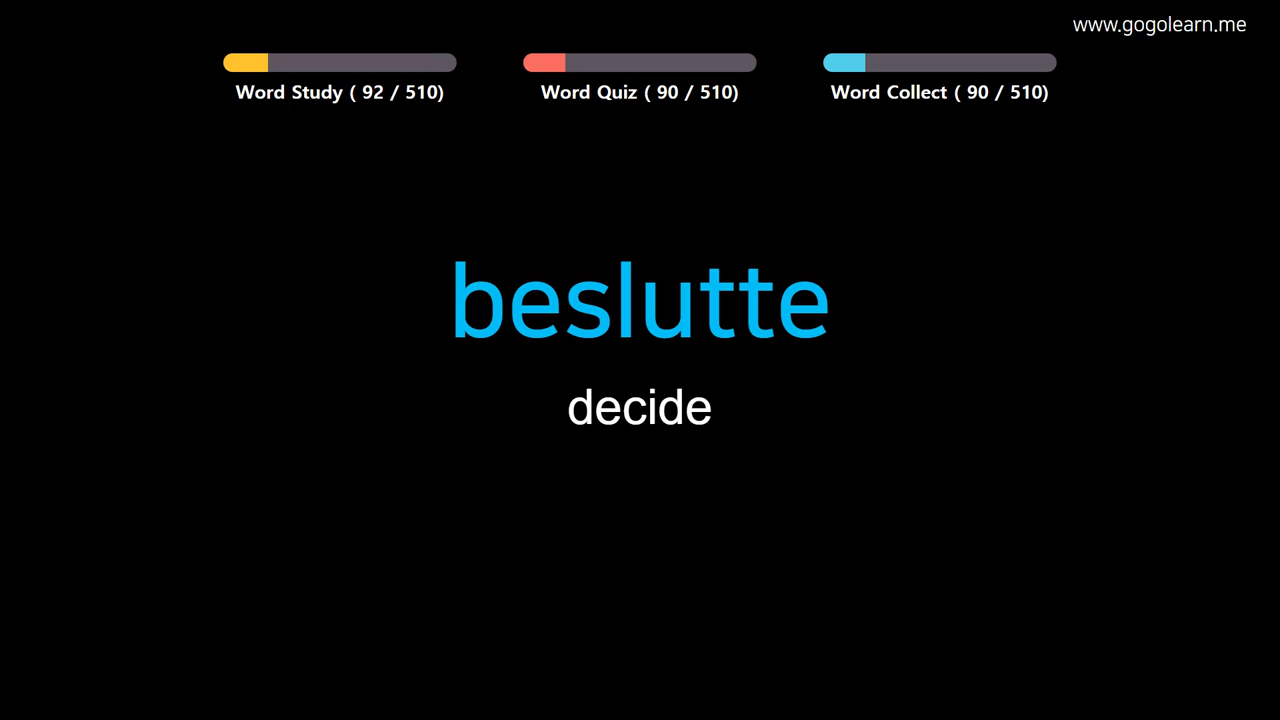 www.gogolearn.me
Word Study ( 92 / 510)
Word Quiz ( 90 / 510)
Word Collect ( 90 / 510)
beslutte
decide